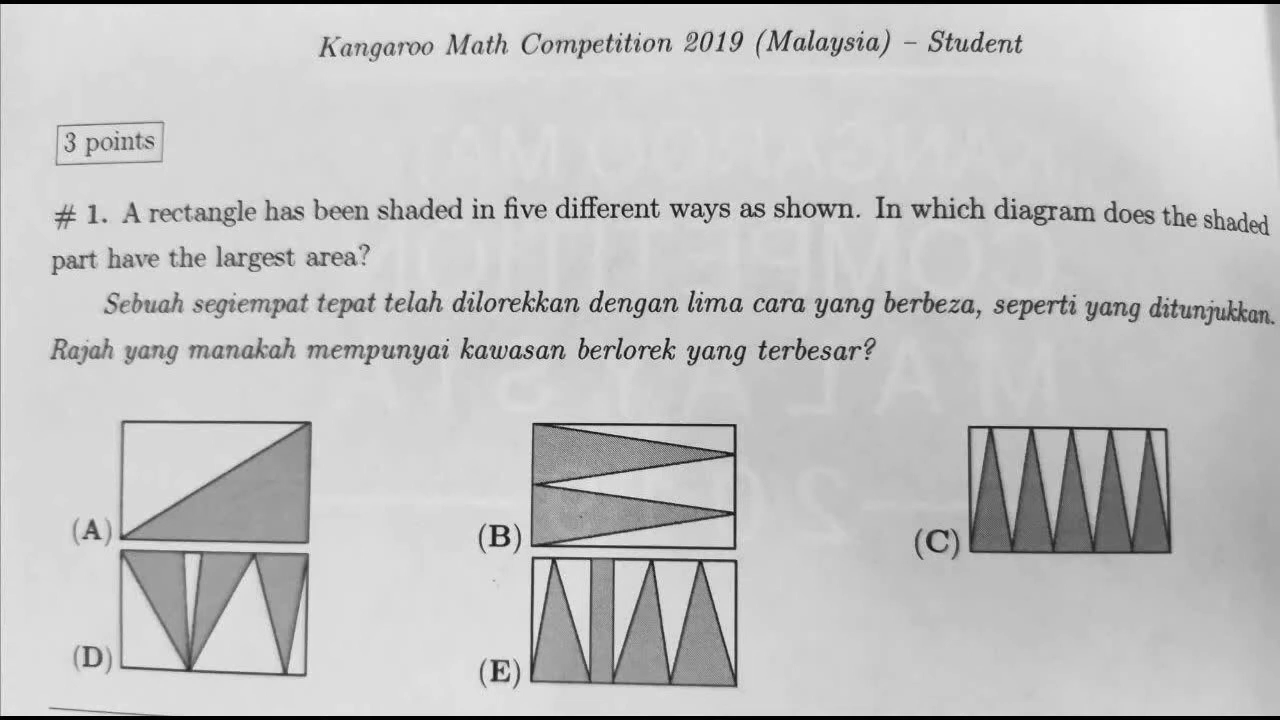 Kangaroo Math Competition 2019 (Malaysia) – Student
3 points
# 1. A rectangle has been shaded in five different ways as shown. In which diagram does the shaded
part have the largest area?
Sebuah segiempat tepat telah dilorekkan dengan lima cara yang berbeza, seperti yang ditunjukkan.
Rajah yang manakah mempunyai kawasan berlorek yang terbesar?
(A) (B) (C)
(D) (E)